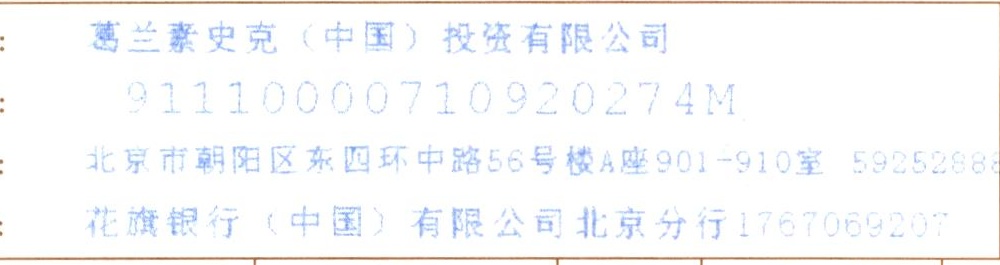 : 葛兰素史克（中国）投资有限公司
: 91110000710920274M
: 北京市朝阳区东四环中路56号楼A座901-910室 59252888
: 花旗银行（中国）有限公司北京分行1767069207